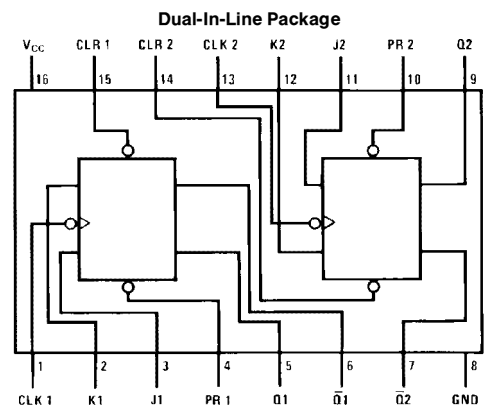 Dual-In-Line Package
V_CC CLR 1 CLR 2 CLK 2 K2 J2 PR 2 Q2
16 15 14 13 12 11 10 9
1 2 3 4 5 6 7 8
CLK 1 K1 J1 PR 1 Q1 Q̅1 Q̅2 GND